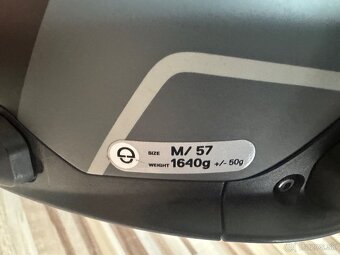 SIZE M/ 57
WEIGHT 1640g +/- 50g